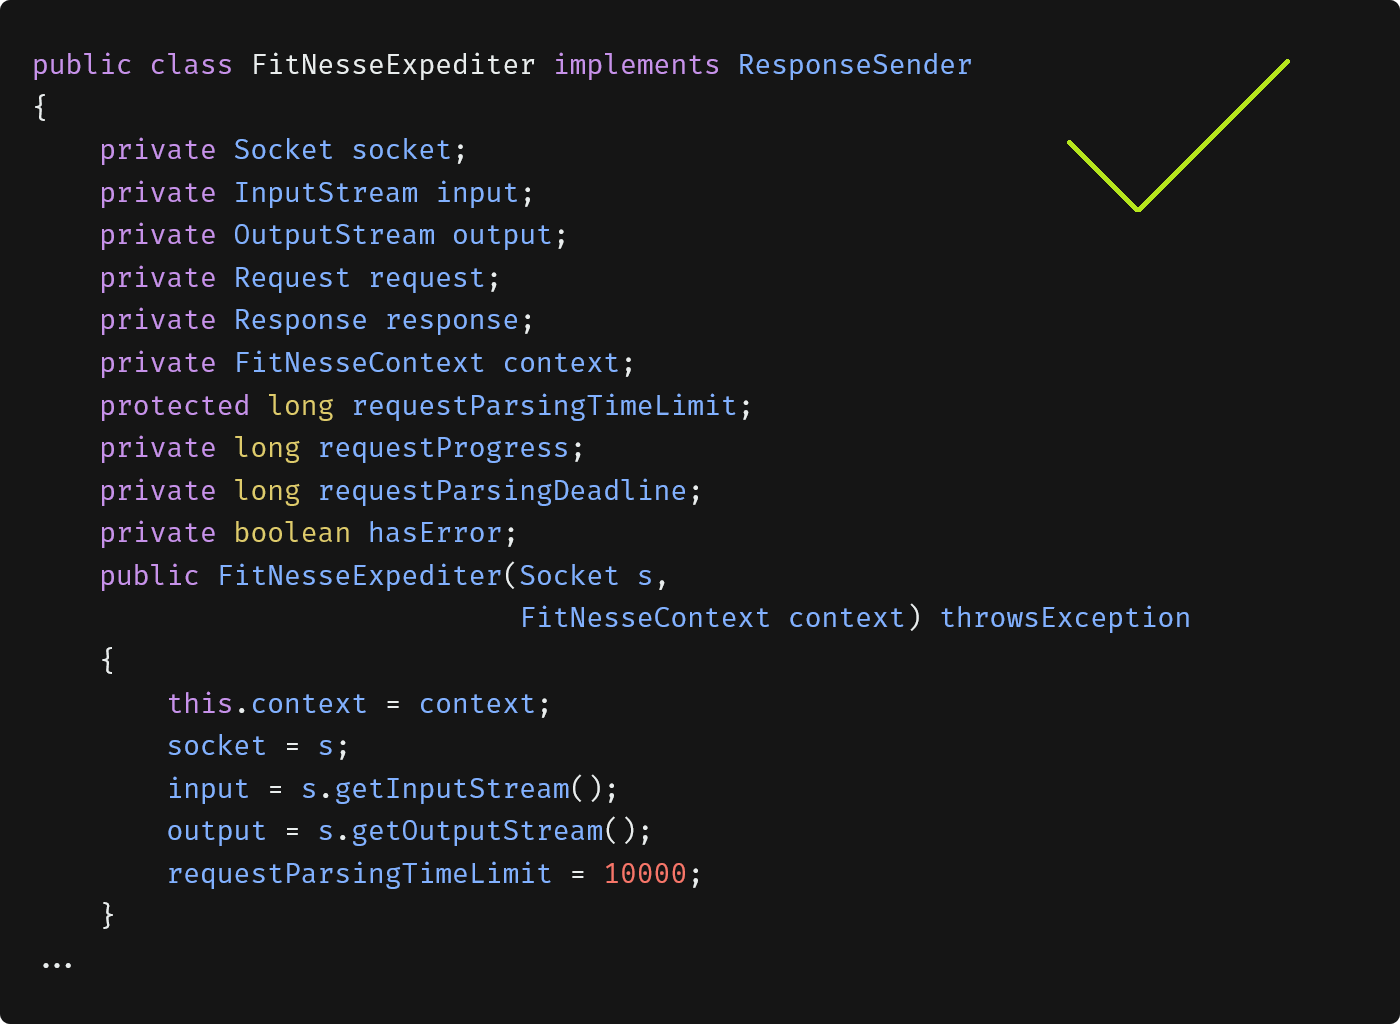 public class FitNesseExpediter implements ResponseSender
{
    private Socket socket;
    private InputStream input;
    private OutputStream output;
    private Request request;
    private Response response;
    private FitNesseContext context;
    protected long requestParsingTimeLimit;
    private long requestProgress;
    private long requestParsingDeadline;
    private boolean hasError;
    public FitNesseExpediter(Socket s,
                             FitNesseContext context) throwsException
    {
        this.context = context;
        socket = s;
        input = s.getInputStream();
        output = s.getOutputStream();
        requestParsingTimeLimit = 10000;
    }
...